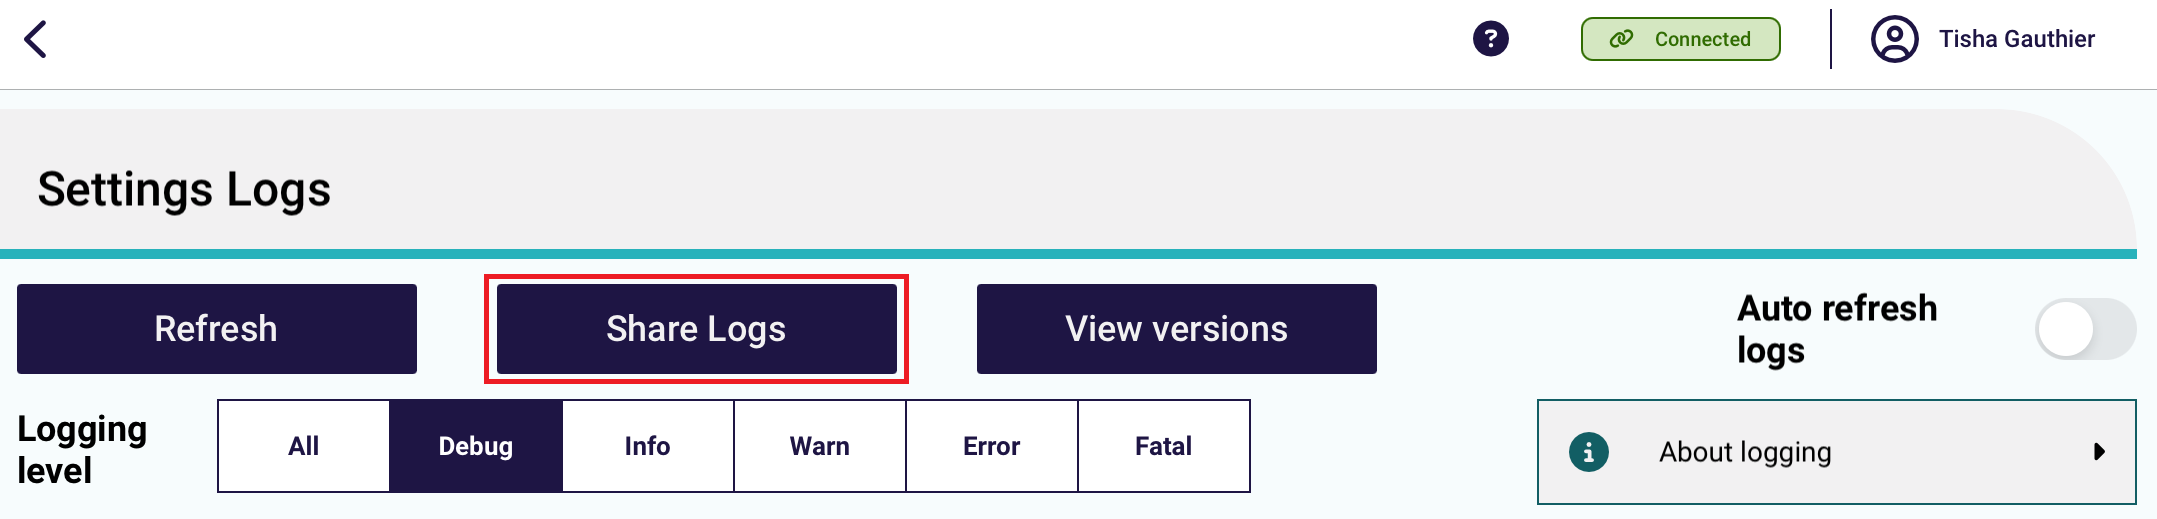 ?
Connected
Tisha Gauthier
Settings Logs
Refresh
Share Logs
View versions
Auto refresh
logs
Logging
level
All
Debug
Info
Warn
Error
Fatal
i
About logging